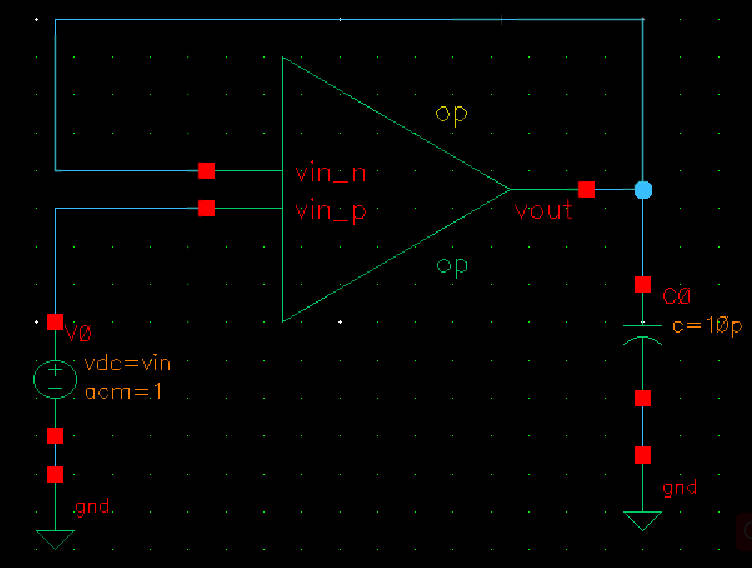 op
vin_n
vin_p
vout
op
C0
c=10p
V0
vdc=vin
acm=1
gnd
gnd